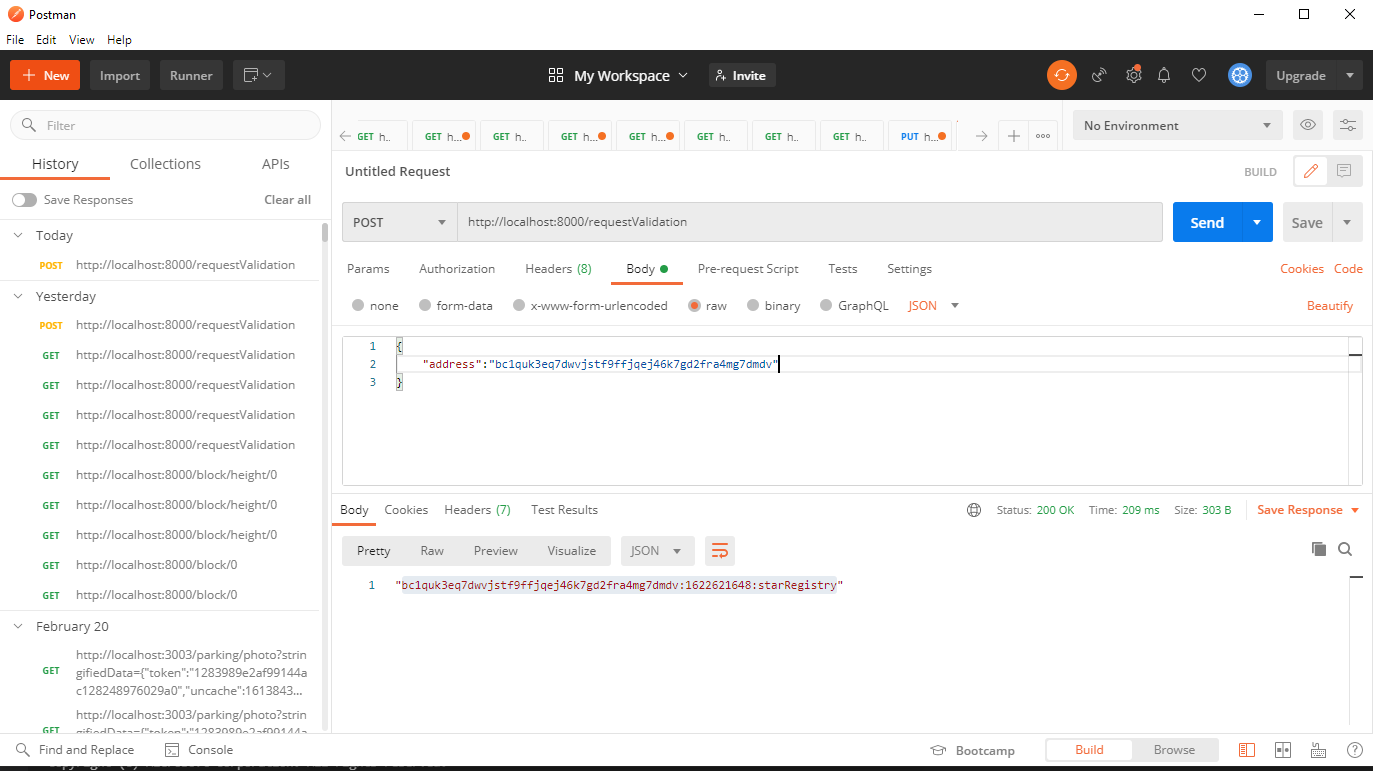 Postman
File Edit View Help
New Import Runner My Workspace Invite Upgrade
Filter
History Collections APIs
Save Responses Clear all
Today
POST http://localhost:8000/requestValidation
Yesterday
POST http://localhost:8000/requestValidation
GET http://localhost:8000/requestValidation
GET http://localhost:8000/requestValidation
GET http://localhost:8000/requestValidation
GET http://localhost:8000/requestValidation
GET http://localhost:8000/block/height/0
GET http://localhost:8000/block/height/0
GET http://localhost:8000/block/height/0
GET http://localhost:8000/block/0
GET http://localhost:8000/block/0
February 20
http://localhost:3003/parking/photo?strin
GET gifiedData={"token":"1283989e2af99144a
c128248976029a0","uncache":1613843...
http://localhost:3003/parking/photo?strin
GET
GET h.. GET h... GET h.. GET h... GET h... GET h.. GET h.. GET h.. PUT h... No Environment
Untitled Request BUILD
POST http://localhost:8000/requestValidation Send Save
Params Authorization Headers (8) Body Pre-request Script Tests Settings Cookies Code
none form-data x-www-form-urlencoded raw binary GraphQL JSON Beautify
1 {
2 "address":"bc1quk3eq7dwvjstf9ffjqej46k7gd2fra4mg7dmdv"
3 }
Body Cookies Headers (7) Test Results Status: 200 OK Time: 209 ms Size: 303 B Save Response
Pretty Raw Preview Visualize JSON
1 "bc1quk3eq7dwvjstf9ffjqej46k7gd2fra4mg7dmdv:1622621648:starRegistry"
Find and Replace Console Bootcamp Build Browse